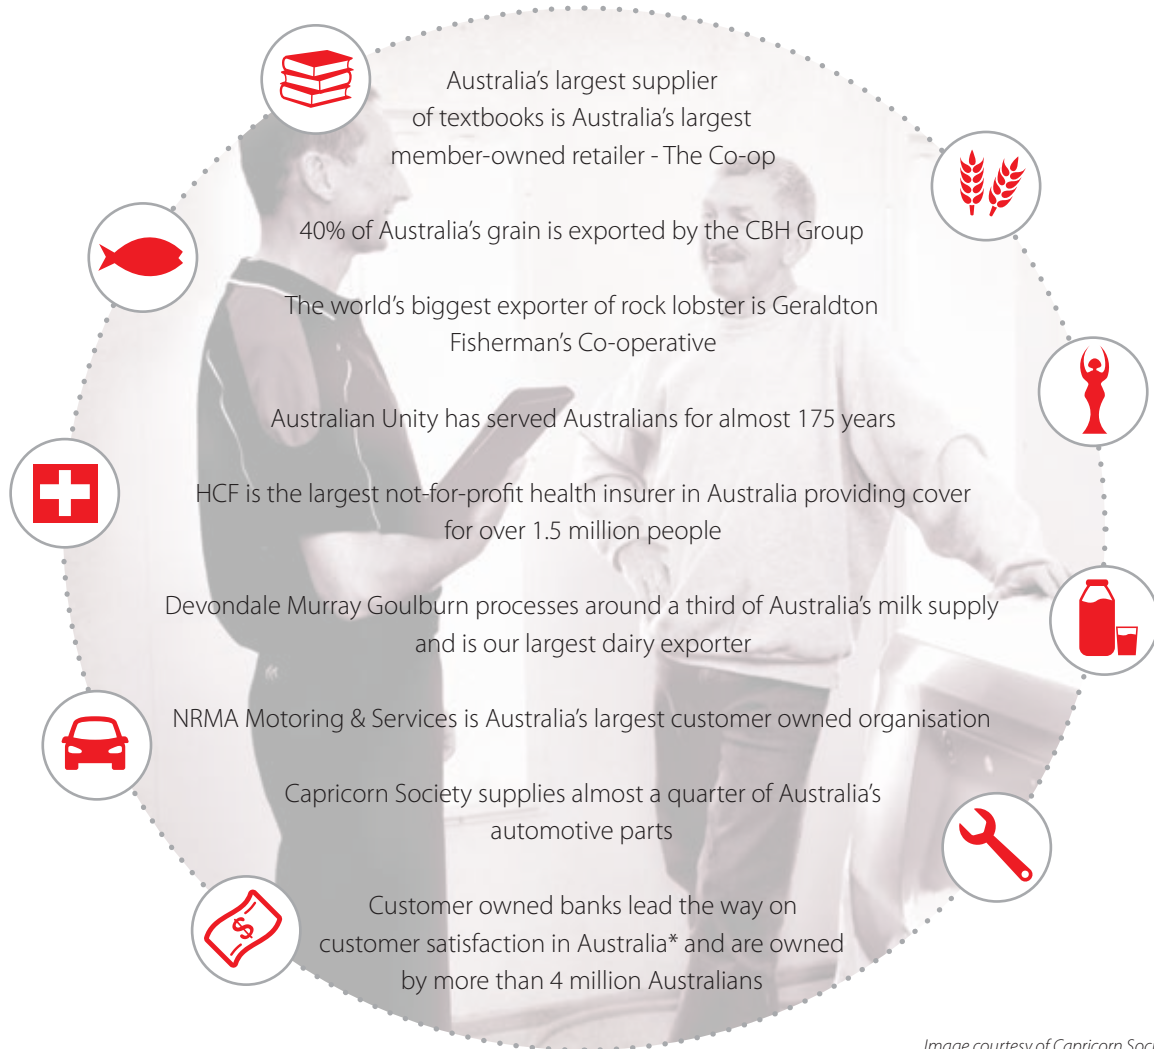 Australia’s largest supplier
of textbooks is Australia’s largest
member-owned retailer - The Co-op
40% of Australia’s grain is exported by the CBH Group
The world’s biggest exporter of rock lobster is Geraldton
Fisherman’s Co-operative
Australian Unity has served Australians for almost 175 years
HCF is the largest not-for-profit health insurer in Australia providing cover
for over 1.5 million people
Devondale Murray Goulburn processes around a third of Australia’s milk supply
and is our largest dairy exporter
NRMA Motoring & Services is Australia’s largest customer owned organisation
Capricorn Society supplies almost a quarter of Australia’s
automotive parts
Customer owned banks lead the way on
customer satisfaction in Australia* and are owned
by more than 4 million Australians
$
Image courtesy of Capricorn Soci